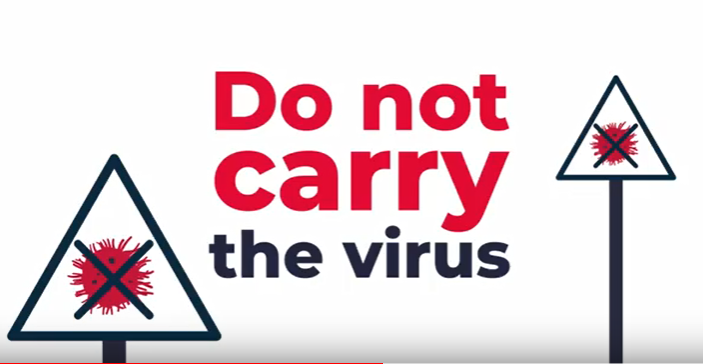 Do not
carry
the virus